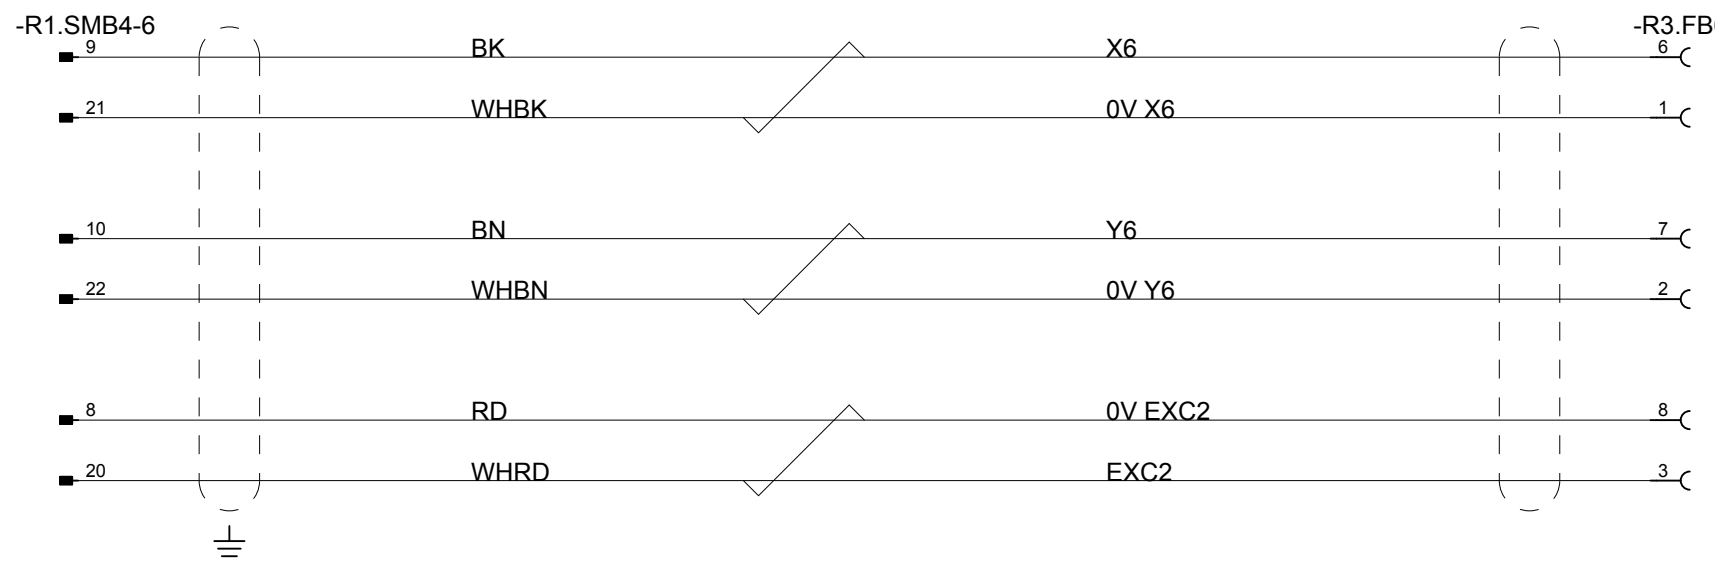 -R1.SMB4-6 -R3.FB
9 BK X6 6
21 WHBK 0V X6 1
10 BN Y6 7
22 WHBN 0V Y6 2
8 RD 0V EXC2 8
20 WHRD EXC2 3